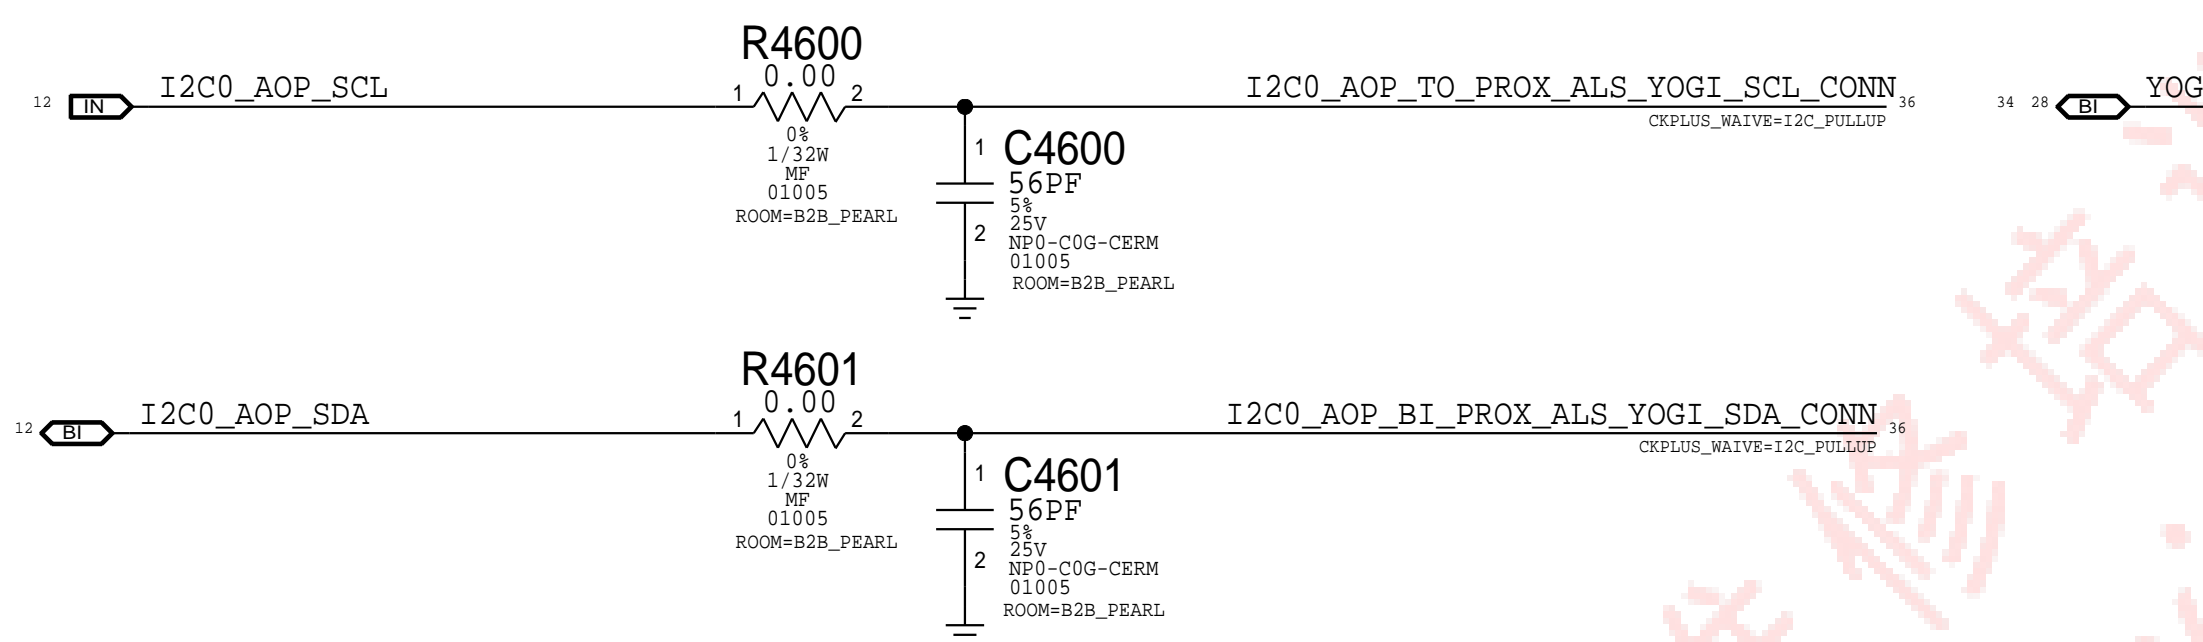 R4600
0.00
12 IN I2C0_AOP_SCL 1 2 I2C0_AOP_TO_PROX_ALS_YOGI_SCL_CONN 36 34 28 BI YOG
0%
1/32W
MF
01005
ROOM=B2B_PEARL
CKPLUS_WAIVE=I2C_PULLUP
1 C4600
56PF
5%
25V
2 NP0-C0G-CERM
01005
ROOM=B2B_PEARL
R4601
0.00
12 BI I2C0_AOP_SDA 1 2 I2C0_AOP_BI_PROX_ALS_YOGI_SDA_CONN 36
0%
1/32W
MF
01005
ROOM=B2B_PEARL
CKPLUS_WAIVE=I2C_PULLUP
1 C4601
56PF
5%
25V
2 NP0-C0G-CERM
01005
ROOM=B2B_PEARL